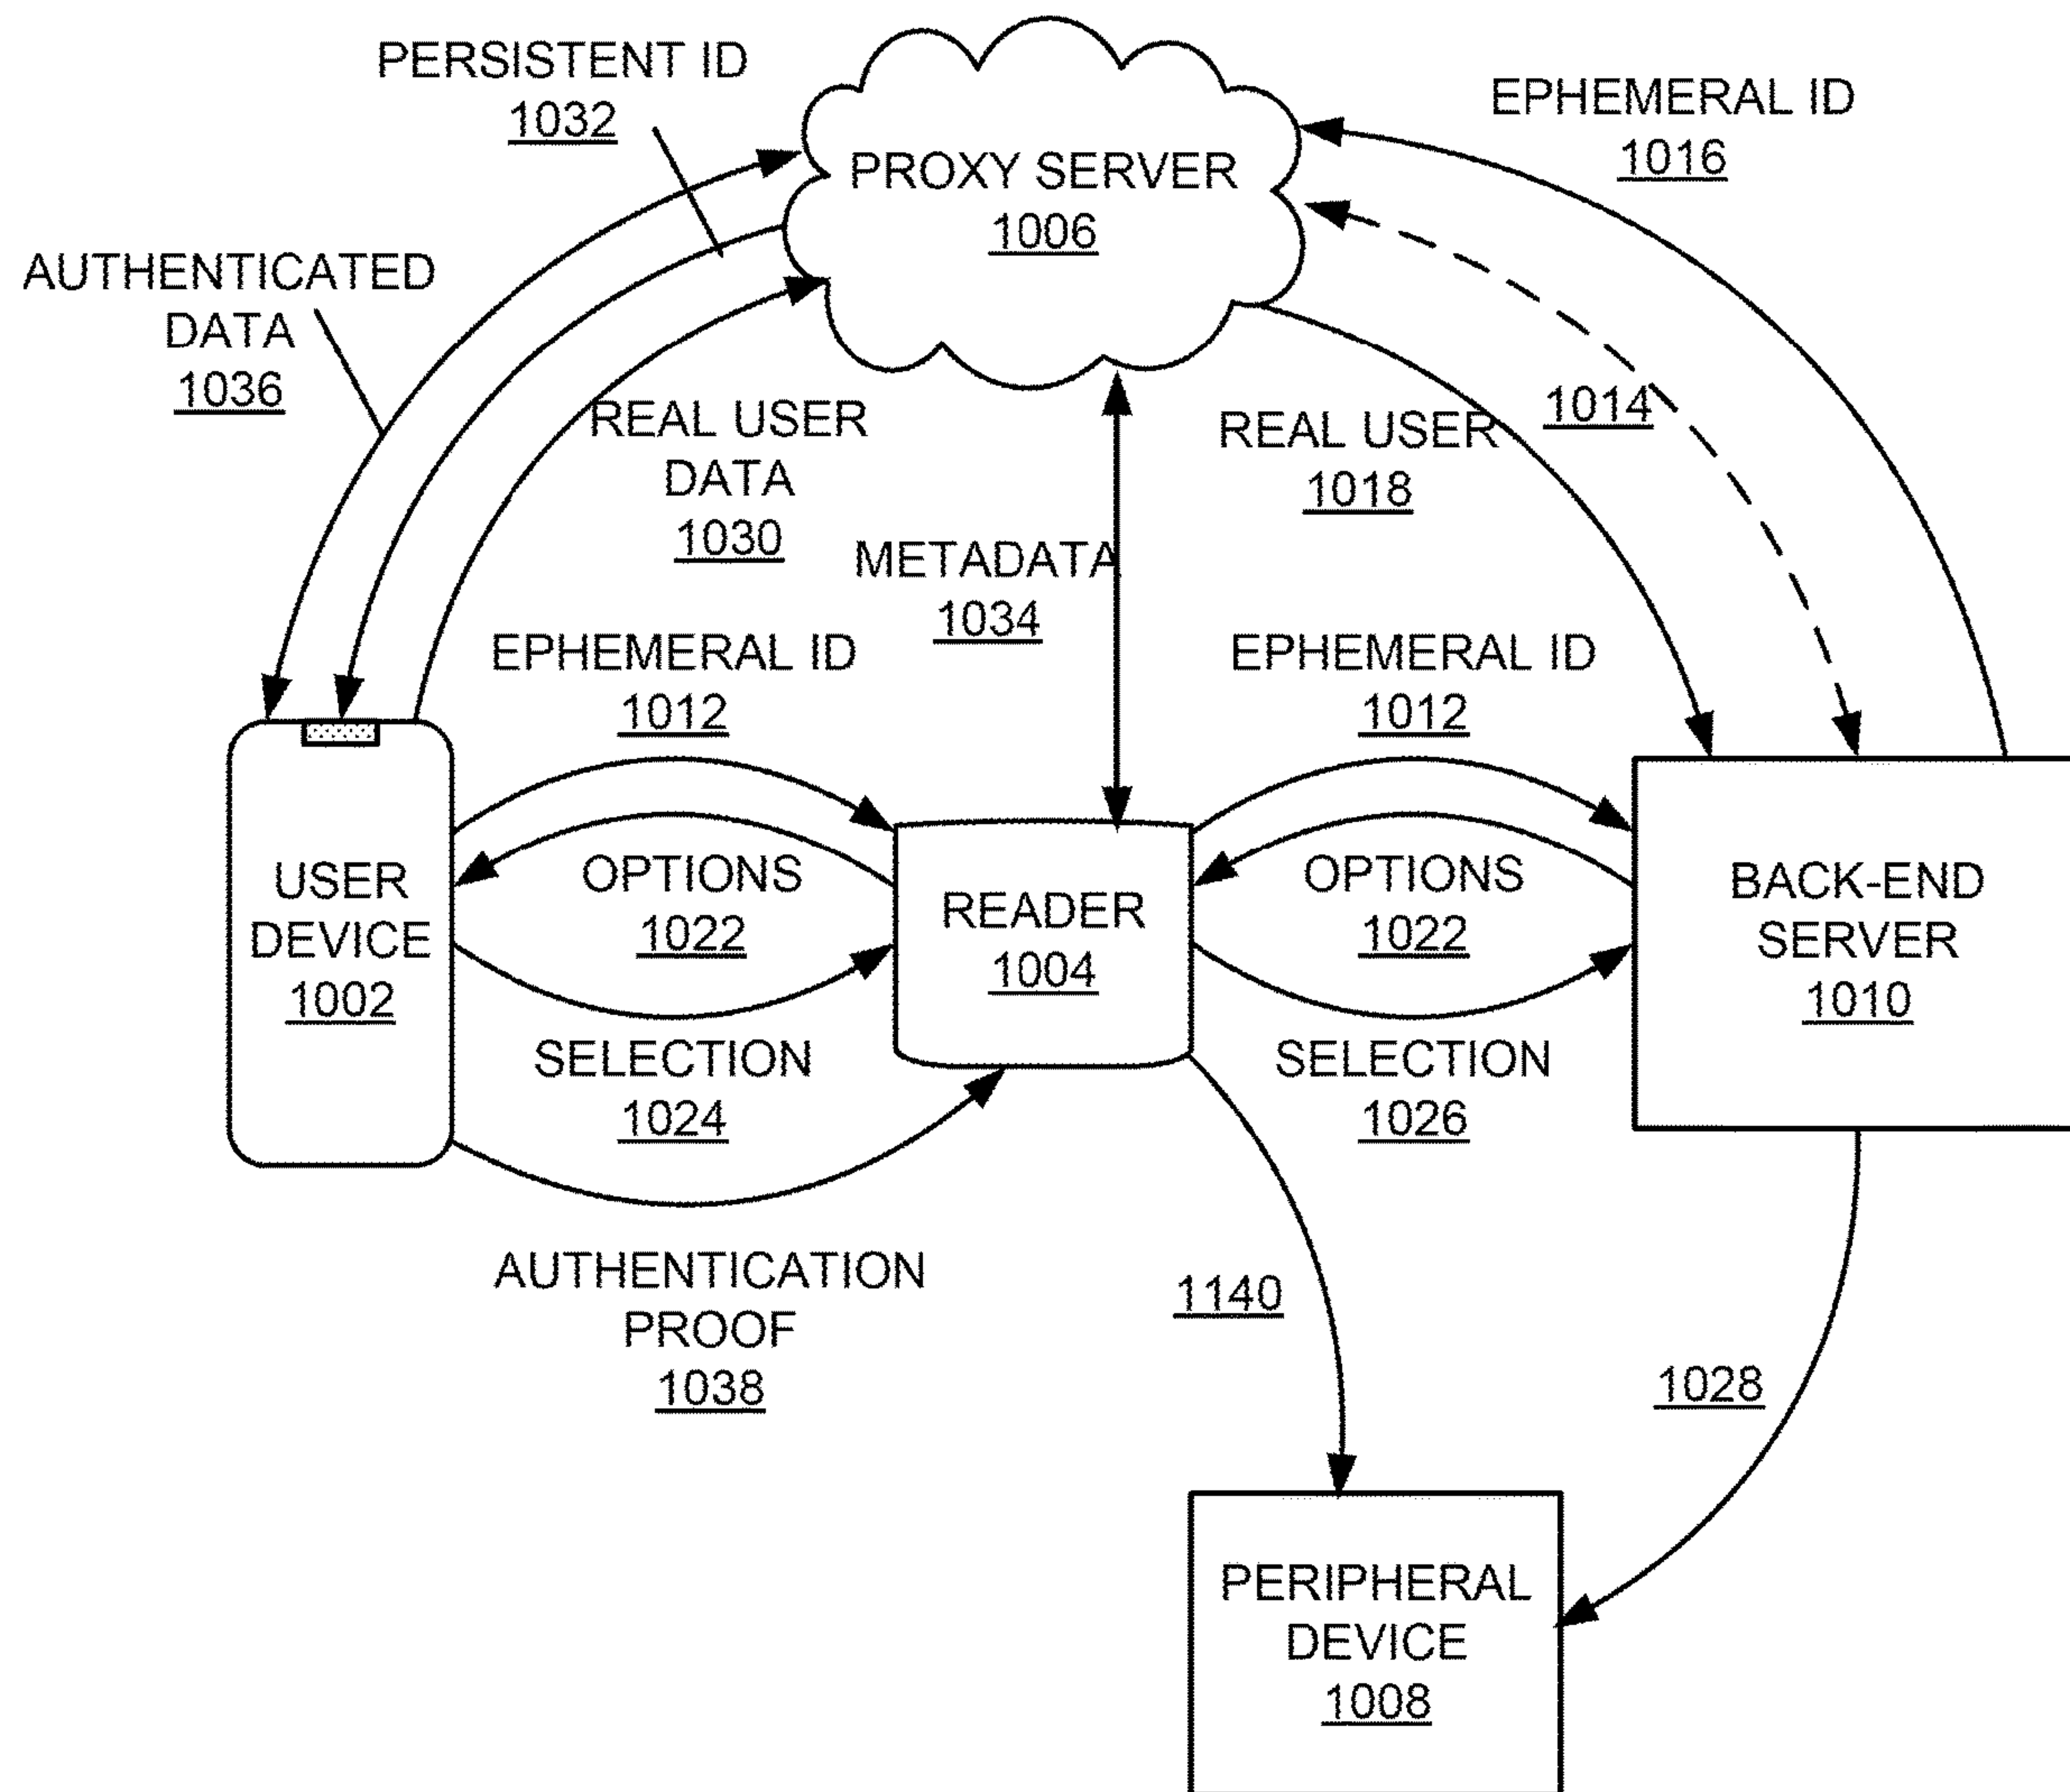 PERSISTENT ID
1032
EPHEMERAL ID
1016
PROXY SERVER
1006
AUTHENTICATED
DATA
1036
REAL USER
DATA
1030
REAL USER
1018
1014
METADATA
1034
EPHEMERAL ID
1012
EPHEMERAL ID
1012
USER
DEVICE
1002
OPTIONS
1022
READER
1004
OPTIONS
1022
BACK-END
SERVER
1010
SELECTION
1024
SELECTION
1026
AUTHENTICATION
PROOF
1038
1140
1028
PERIPHERAL
DEVICE
1008